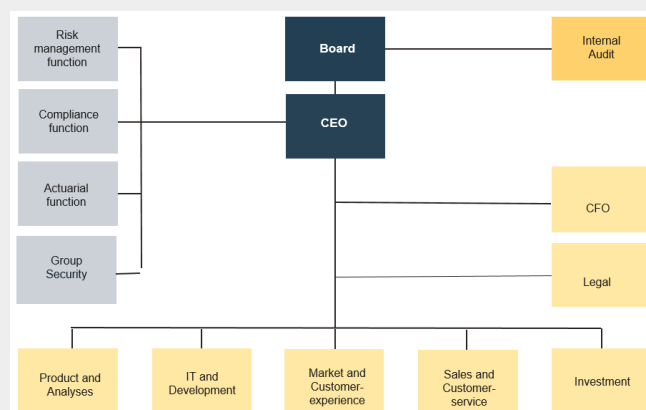 Risk
management
function
Board
Internal
Audit
Compliance
function
CEO
Actuarial
function
CFO
Group
Security
Legal
Product and
Analyses
IT and
Development
Market and
Customer-
experience
Sales and
Customer-
service
Investment